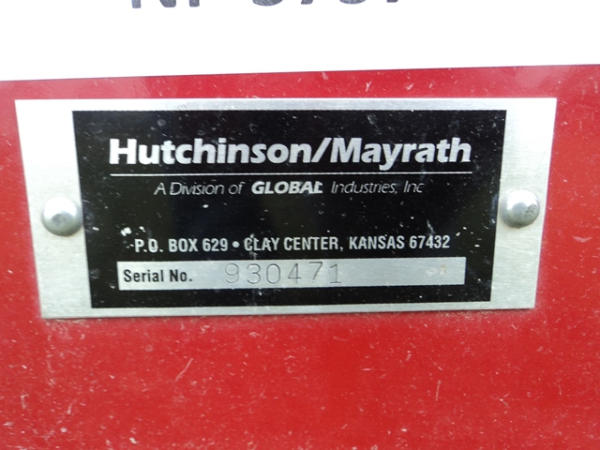 Hutchinson/Mayrath
A Division of GLOBAL Industries, Inc
P.O. BOX 629 • CLAY CENTER, KANSAS 67432
Serial No. 930471